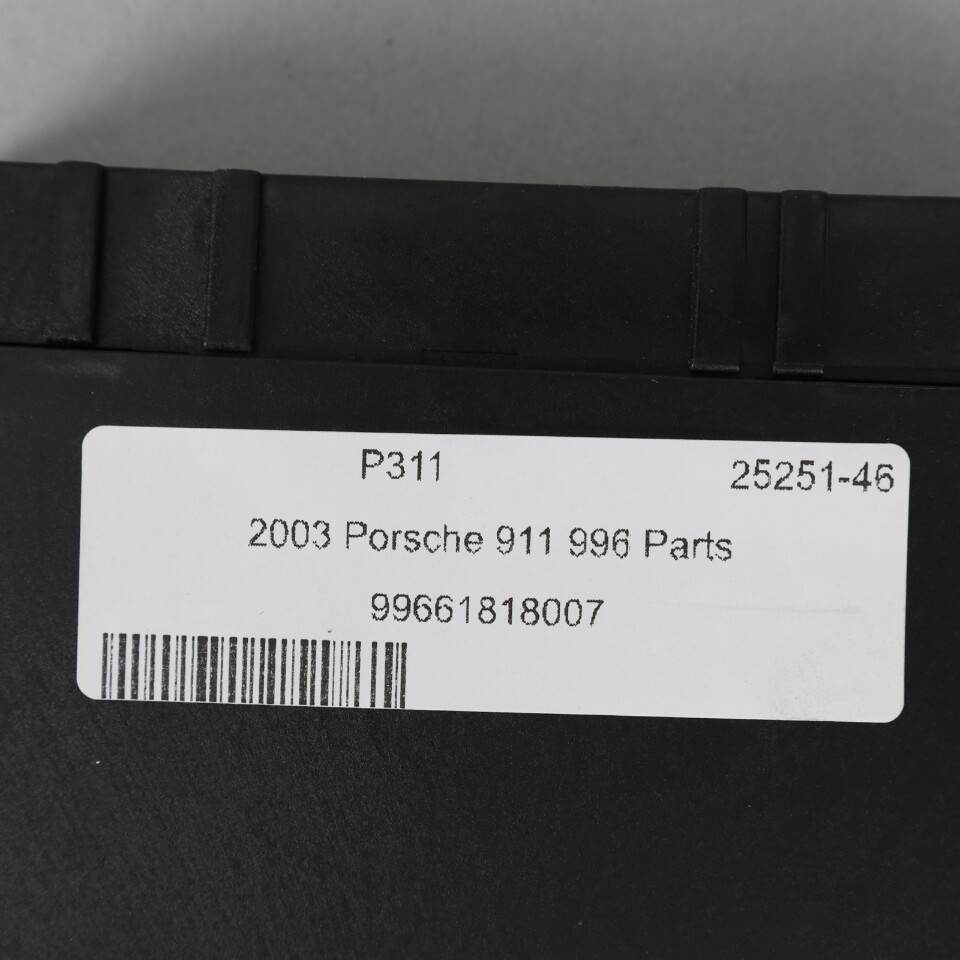 P311 25251-46
2003 Porsche 911 996 Parts
99661818007